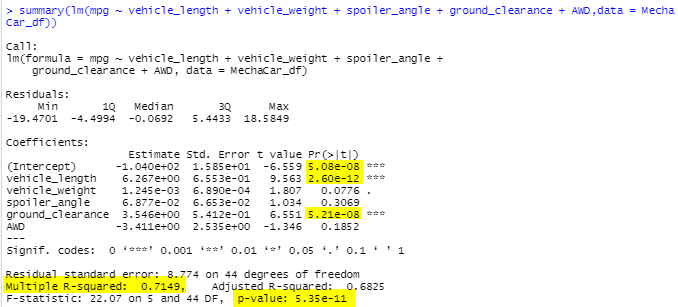 > summary(lm(mpg ~ vehicle_length + vehicle_weight + spoiler_angle + ground_clearance + AWD,data = Mecha
Car_df))
Call:
lm(formula = mpg ~ vehicle_length + vehicle_weight + spoiler_angle +
    ground_clearance + AWD, data = MechaCar_df)
Residuals:
     Min       1Q   Median       3Q      Max
-19.4701  -4.4994  -0.0692   5.4433  18.5849
Coefficients:
                   Estimate Std. Error t value Pr(>|t|)
(Intercept)      -1.040e+02  1.585e+01  -6.559 5.08e-08 ***
vehicle_length    6.267e+00  6.553e-01   9.563 2.60e-12 ***
vehicle_weight    1.245e-03  6.890e-04   1.807   0.0776 .
spoiler_angle     6.877e-02  6.653e-02   1.034   0.3069
ground_clearance  3.546e+00  5.412e-01   6.551 5.21e-08 ***
AWD              -3.411e+00  2.535e+00  -1.346   0.1852
---
Signif. codes:  0 ‘***’ 0.001 ‘**’ 0.01 ‘*’ 0.05 ‘.’ 0.1 ‘ ’ 1
Residual standard error: 8.774 on 44 degrees of freedom
Multiple R-squared:  0.7149,	Adjusted R-squared:  0.6825
F-statistic: 22.07 on 5 and 44 DF,  p-value: 5.35e-11